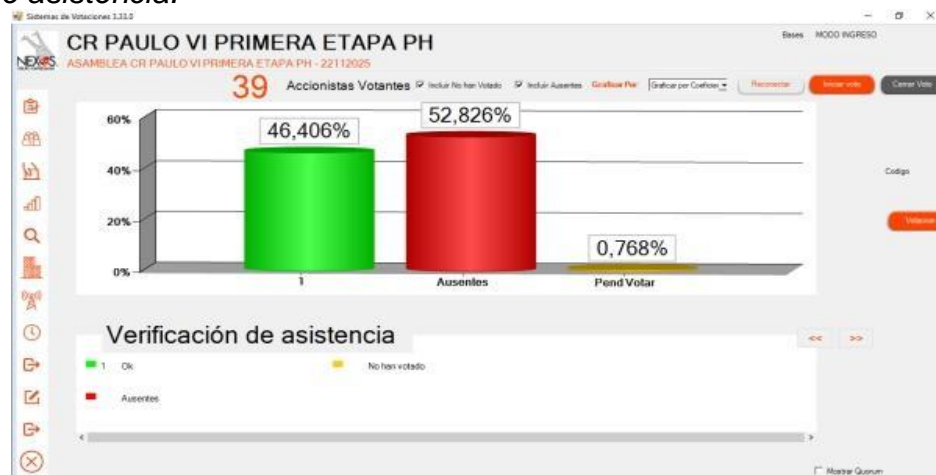 o asistencia.
Sistemas de Votaciones 1.33.0
CR PAULO VI PRIMERA ETAPA PH
Bases MODO INGRESO
NEXOS
ASAMBLEA CR PAULO VI PRIMERA ETAPA PH - 22112025
39 Accionistas Votantes Incluir No han Votado Incluir Ausentes Graficar Por: Graficar por Coeficien Reconectar Iniciar voto Cerrar Voto
60%
46,406%
52,826%
40%
Codigo
20%
0,768%
0%
1 Ausentes Pend Votar
Verificación de asistencia
<< >>
1 Ok No han votado
Ausentes
Mostrar Quorum